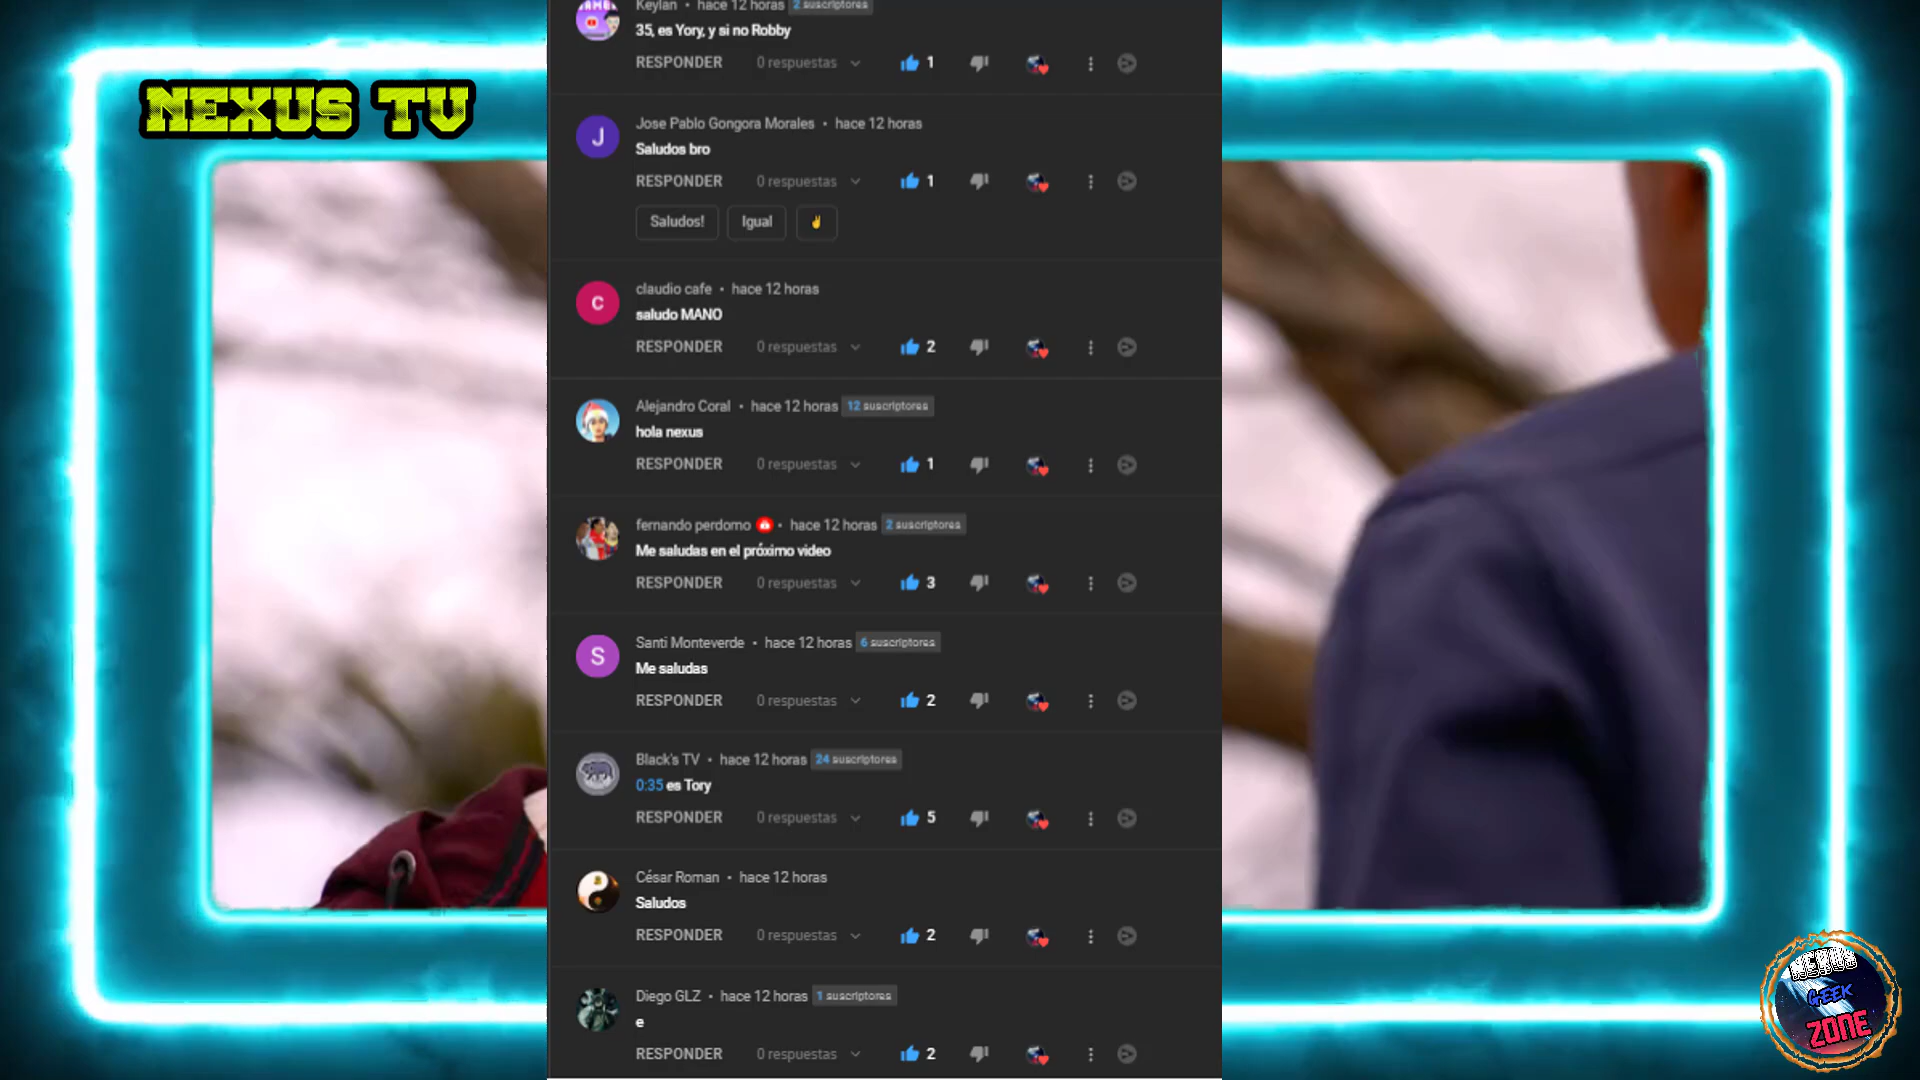 NEXUS TV
Keylan • hace 12 horas 2 suscriptores
35, es Yory, y si no Robby
RESPONDER 0 respuestas 1
Jose Pablo Gongora Morales • hace 12 horas
J
Saludos bro
RESPONDER 0 respuestas 1
Saludos! Igual ✌
claudio cafe • hace 12 horas
c
saludo MANO
RESPONDER 0 respuestas 2
Alejandro Coral • hace 12 horas 12 suscriptores
hola nexus
RESPONDER 0 respuestas 1
fernando perdomo • hace 12 horas 2 suscriptores
Me saludas en el próximo video
RESPONDER 0 respuestas 3
Santi Monteverde • hace 12 horas 6 suscriptores
S
Me saludas
RESPONDER 0 respuestas 2
Black's TV • hace 12 horas 24 suscriptores
0:35 es Tory
RESPONDER 0 respuestas 5
César Roman • hace 12 horas
Saludos
RESPONDER 0 respuestas 2
Diego GLZ • hace 12 horas 1 suscriptores
e
RESPONDER 0 respuestas 2
NEXUS
GEEK
ZONE